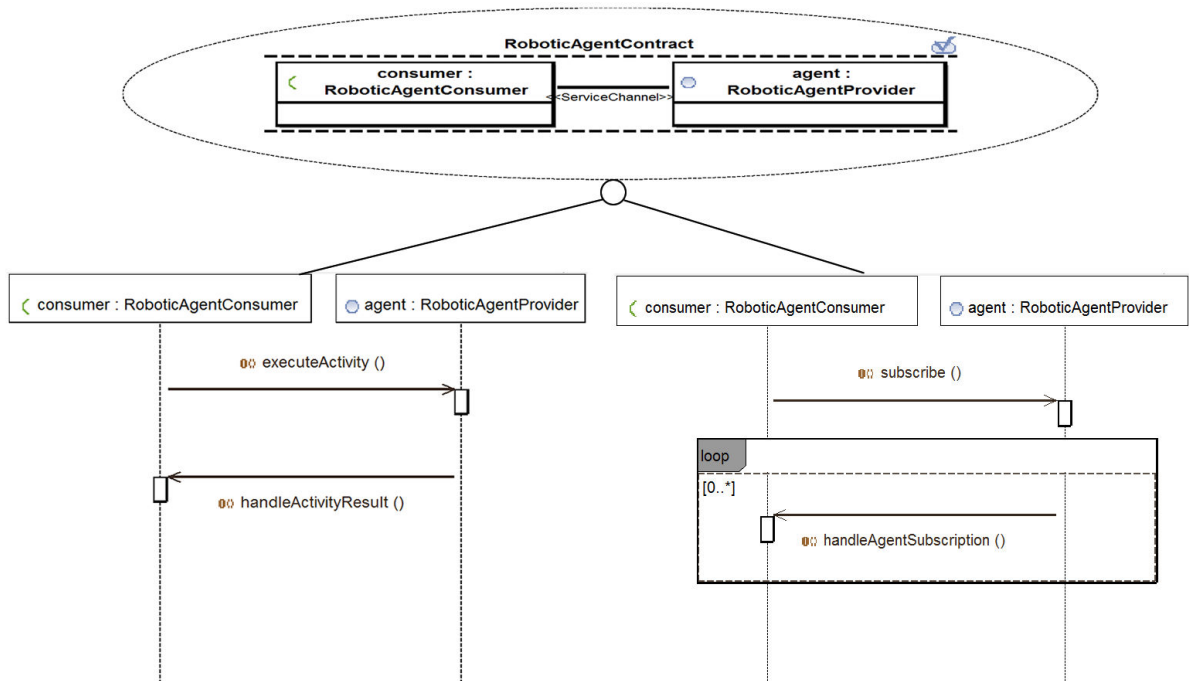 RoboticAgentContract
consumer :
RoboticAgentConsumer
<<ServiceChannel>>
agent :
RoboticAgentProvider
consumer : RoboticAgentConsumer
agent : RoboticAgentProvider
executeActivity ()
handleActivityResult ()
consumer : RoboticAgentConsumer
agent : RoboticAgentProvider
subscribe ()
loop
[0..*]
handleAgentSubscription ()